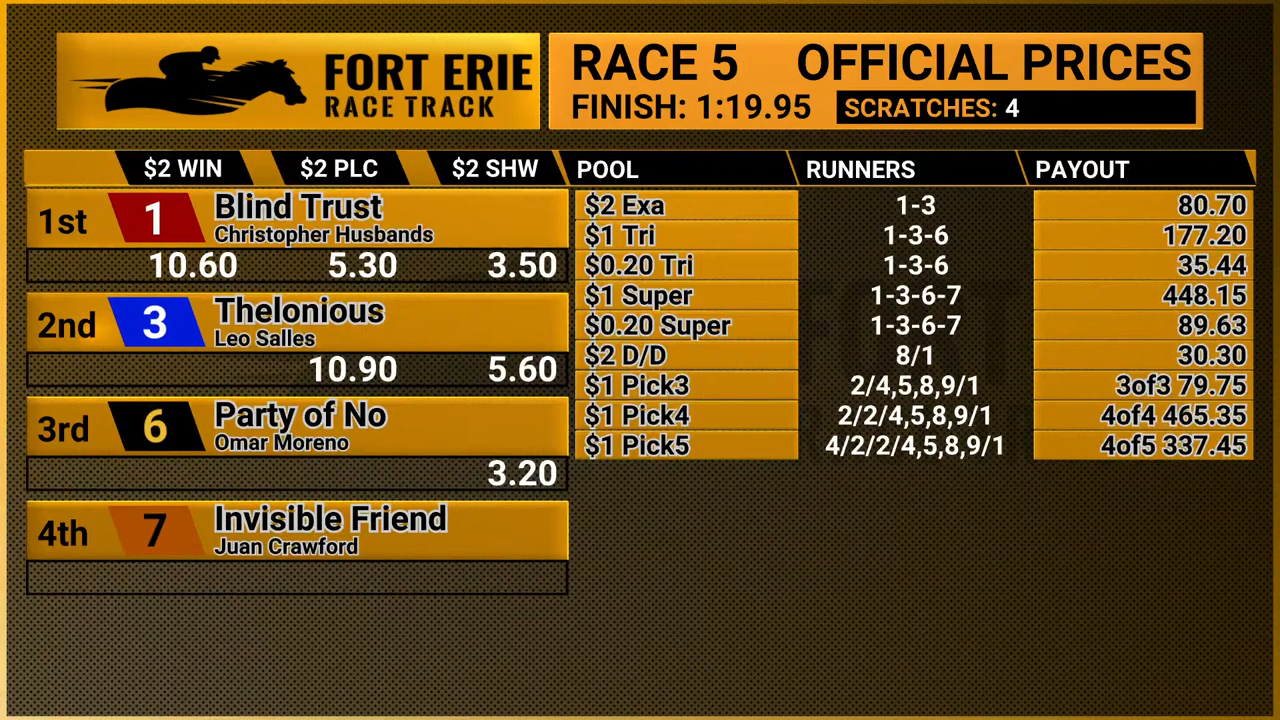 FORT ERIE
RACE TRACK
RACE 5 OFFICIAL PRICES
FINISH: 1:19.95 SCRATCHES: 4
$2 WIN $2 PLC $2 SHW
1st 1 Blind Trust
Christopher Husbands
10.60 5.30 3.50
2nd 3 Thelonious
Leo Salles
10.90 5.60
3rd 6 Party of No
Omar Moreno
3.20
4th 7 Invisible Friend
Juan Crawford
POOL RUNNERS PAYOUT
$2 Exa 1-3 80.70
$1 Tri 1-3-6 177.20
$0.20 Tri 1-3-6 35.44
$1 Super 1-3-6-7 448.15
$0.20 Super 1-3-6-7 89.63
$2 D/D 8/1 30.30
$1 Pick3 2/4,5,8,9/1 3of3 79.75
$1 Pick4 2/2/4,5,8,9/1 4of4 465.35
$1 Pick5 4/2/2/4,5,8,9/1 4of5 337.45